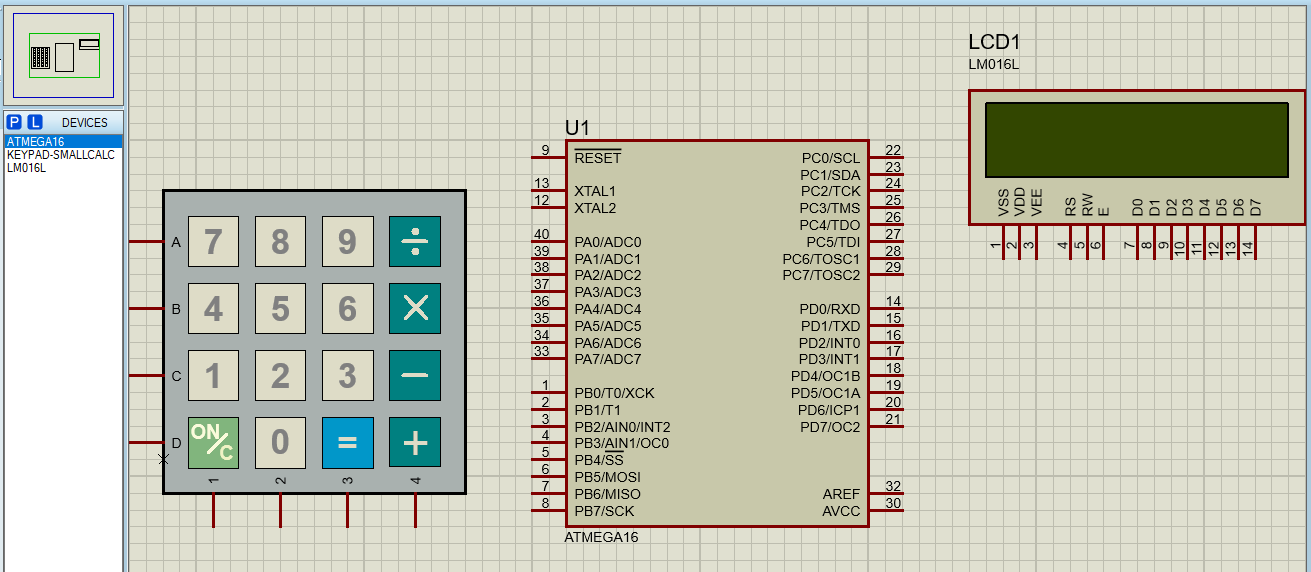 P L DEVICES
ATMEGA16
KEYPAD-SMALLCALC
LM016L
A 7 8 9 ÷
B 4 5 6 ×
C 1 2 3 −
D ON/C 0 = +
1 2 3 4
U1
9 RESET
13 XTAL1
12 XTAL2
40 PA0/ADC0
39 PA1/ADC1
38 PA2/ADC2
37 PA3/ADC3
36 PA4/ADC4
35 PA5/ADC5
34 PA6/ADC6
33 PA7/ADC7
1 PB0/T0/XCK
2 PB1/T1
3 PB2/AIN0/INT2
4 PB3/AIN1/OC0
5 PB4/SS
6 PB5/MOSI
7 PB6/MISO
8 PB7/SCK
PC0/SCL 22
PC1/SDA 23
PC2/TCK 24
PC3/TMS 25
PC4/TDO 26
PC5/TDI 27
PC6/TOSC1 28
PC7/TOSC2 29
PD0/RXD 14
PD1/TXD 15
PD2/INT0 16
PD3/INT1 17
PD4/OC1B 18
PD5/OC1A 19
PD6/ICP1 20
PD7/OC2 21
AREF 32
AVCC 30
ATMEGA16
LCD1
LM016L
VSS VDD VEE RS RW E D0 D1 D2 D3 D4 D5 D6 D7
1 2 3 4 5 6 7 8 9 10 11 12 13 14